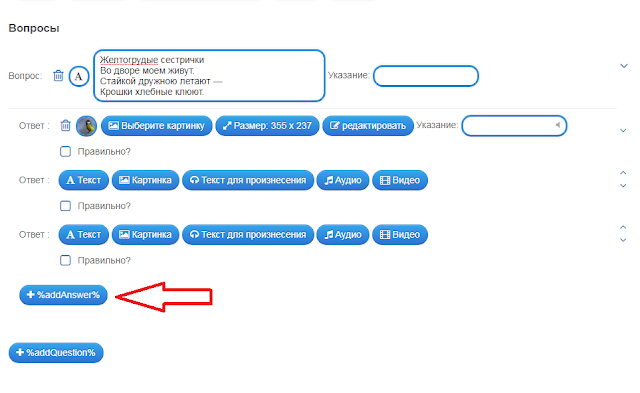 Вопросы
Вопрос: A Желтогрудые сестрички Указание:
Во дворе моём живут.
Стайкой дружною летают —
Крошки хлебные клюют.
Ответ : Выберите картинку Размер: 355 x 237 редактировать Указание:
Правильно?
Ответ : A Текст Картинка Текст для произнесения Аудио Видео
Правильно?
Ответ : A Текст Картинка Текст для произнесения Аудио Видео
Правильно?
+ %addAnswer%
+ %addQuestion%